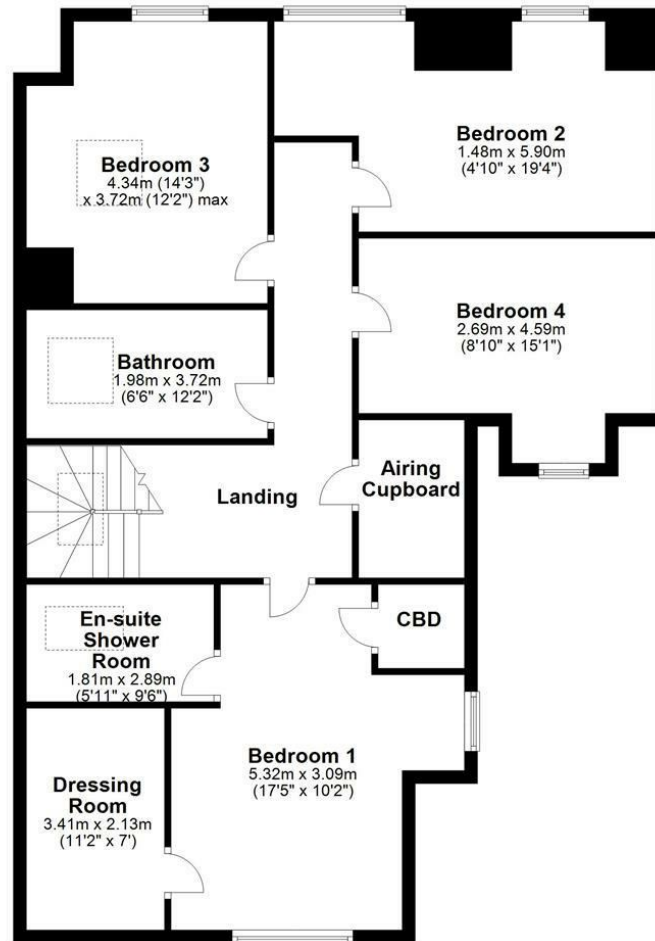 Bedroom 3
4.34m (14'3")
x 3.72m (12'2") max
Bedroom 2
1.48m x 5.90m
(4'10" x 19'4")
Bedroom 4
2.69m x 4.59m
(8'10" x 15'1")
Bathroom
1.98m x 3.72m
(6'6" x 12'2")
Airing
Cupboard
Landing
En-suite
Shower
Room
1.81m x 2.89m
(5'11" x 9'6")
CBD
Bedroom 1
5.32m x 3.09m
(17'5" x 10'2")
Dressing
Room
3.41m x 2.13m
(11'2" x 7')